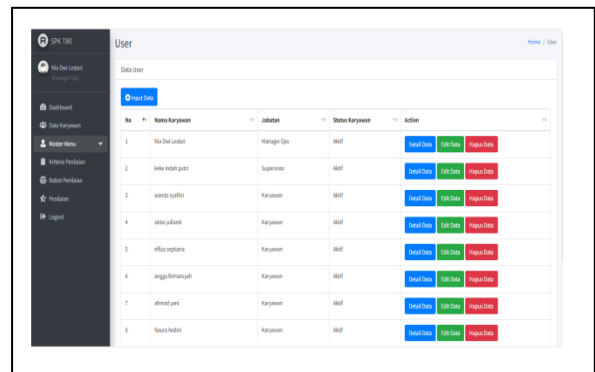 SPK TIKI
User
Home / User
Nia Dwi Lestari
Manager Ops
Data User
Input Data
Dashboard
Data Karyawan
Master Menu
Kriteria Penilaian
Bobot Penilaian
Penilaian
Logout
No Nama Karyawan Jabatan Status Karyawan Action
1 Nia Dwi Lestari Manager Ops Aktif Detail Data Edit Data Hapus Data
2 keke indah putri Supervisor Aktif Detail Data Edit Data Hapus Data
3 wanda syafitri Karyawan Aktif Detail Data Edit Data Hapus Data
4 sinta yulianti Karyawan Aktif Detail Data Edit Data Hapus Data
5 effiza septiana Karyawan Aktif Detail Data Edit Data Hapus Data
6 angga firmansyah Karyawan Aktif Detail Data Edit Data Hapus Data
7 ahmad yani Karyawan Aktif Detail Data Edit Data Hapus Data
8 Naura Andini Karyawan Aktif Detail Data Edit Data Hapus Data